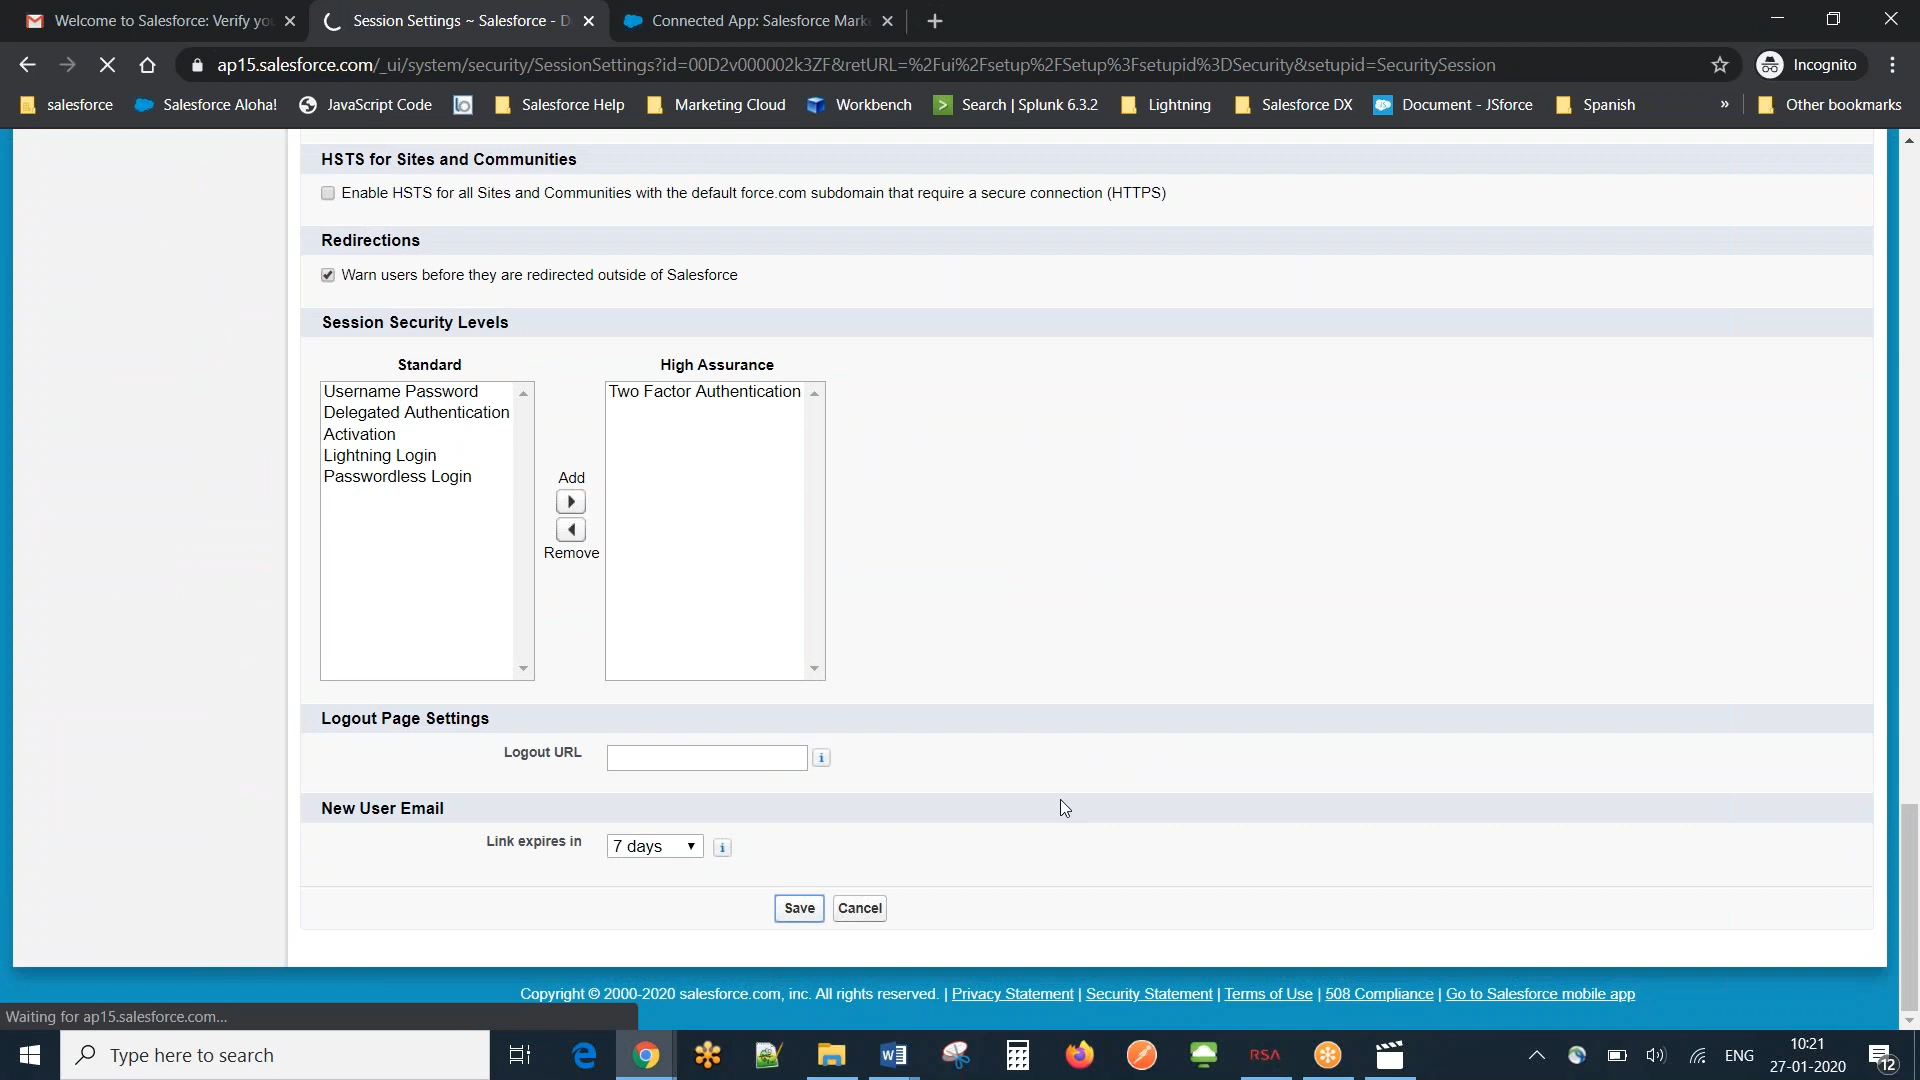 Welcome to Salesforce: Verify yo
Session Settings ~ Salesforce - D
Connected App: Salesforce Mark
ap15.salesforce.com/_ui/system/security/SessionSettings?id=00D2v000002k3ZF&retURL=%2Fui%2Fsetup%2FSetup%3Fsetupid%3DSecurity&setupid=SecuritySession
Incognito
salesforce
Salesforce Aloha!
JavaScript Code
Salesforce Help
Marketing Cloud
Workbench
Search | Splunk 6.3.2
Lightning
Salesforce DX
Document - JSforce
Spanish
»
Other bookmarks
HSTS for Sites and Communities
Enable HSTS for all Sites and Communities with the default force.com subdomain that require a secure connection (HTTPS)
Redirections
Warn users before they are redirected outside of Salesforce
Session Security Levels
Standard
High Assurance
Username Password
Delegated Authentication
Activation
Lightning Login
Passwordless Login
Add
Remove
Two Factor Authentication
Logout Page Settings
Logout URL
i
New User Email
Link expires in
7 days
i
Save
Cancel
Copyright © 2000-2020 salesforce.com, inc. All rights reserved. | Privacy Statement | Security Statement | Terms of Use | 508 Compliance | Go to Salesforce mobile app
Waiting for ap15.salesforce.com...
Type here to search
RSA
ENG
10:21
27-01-2020
12